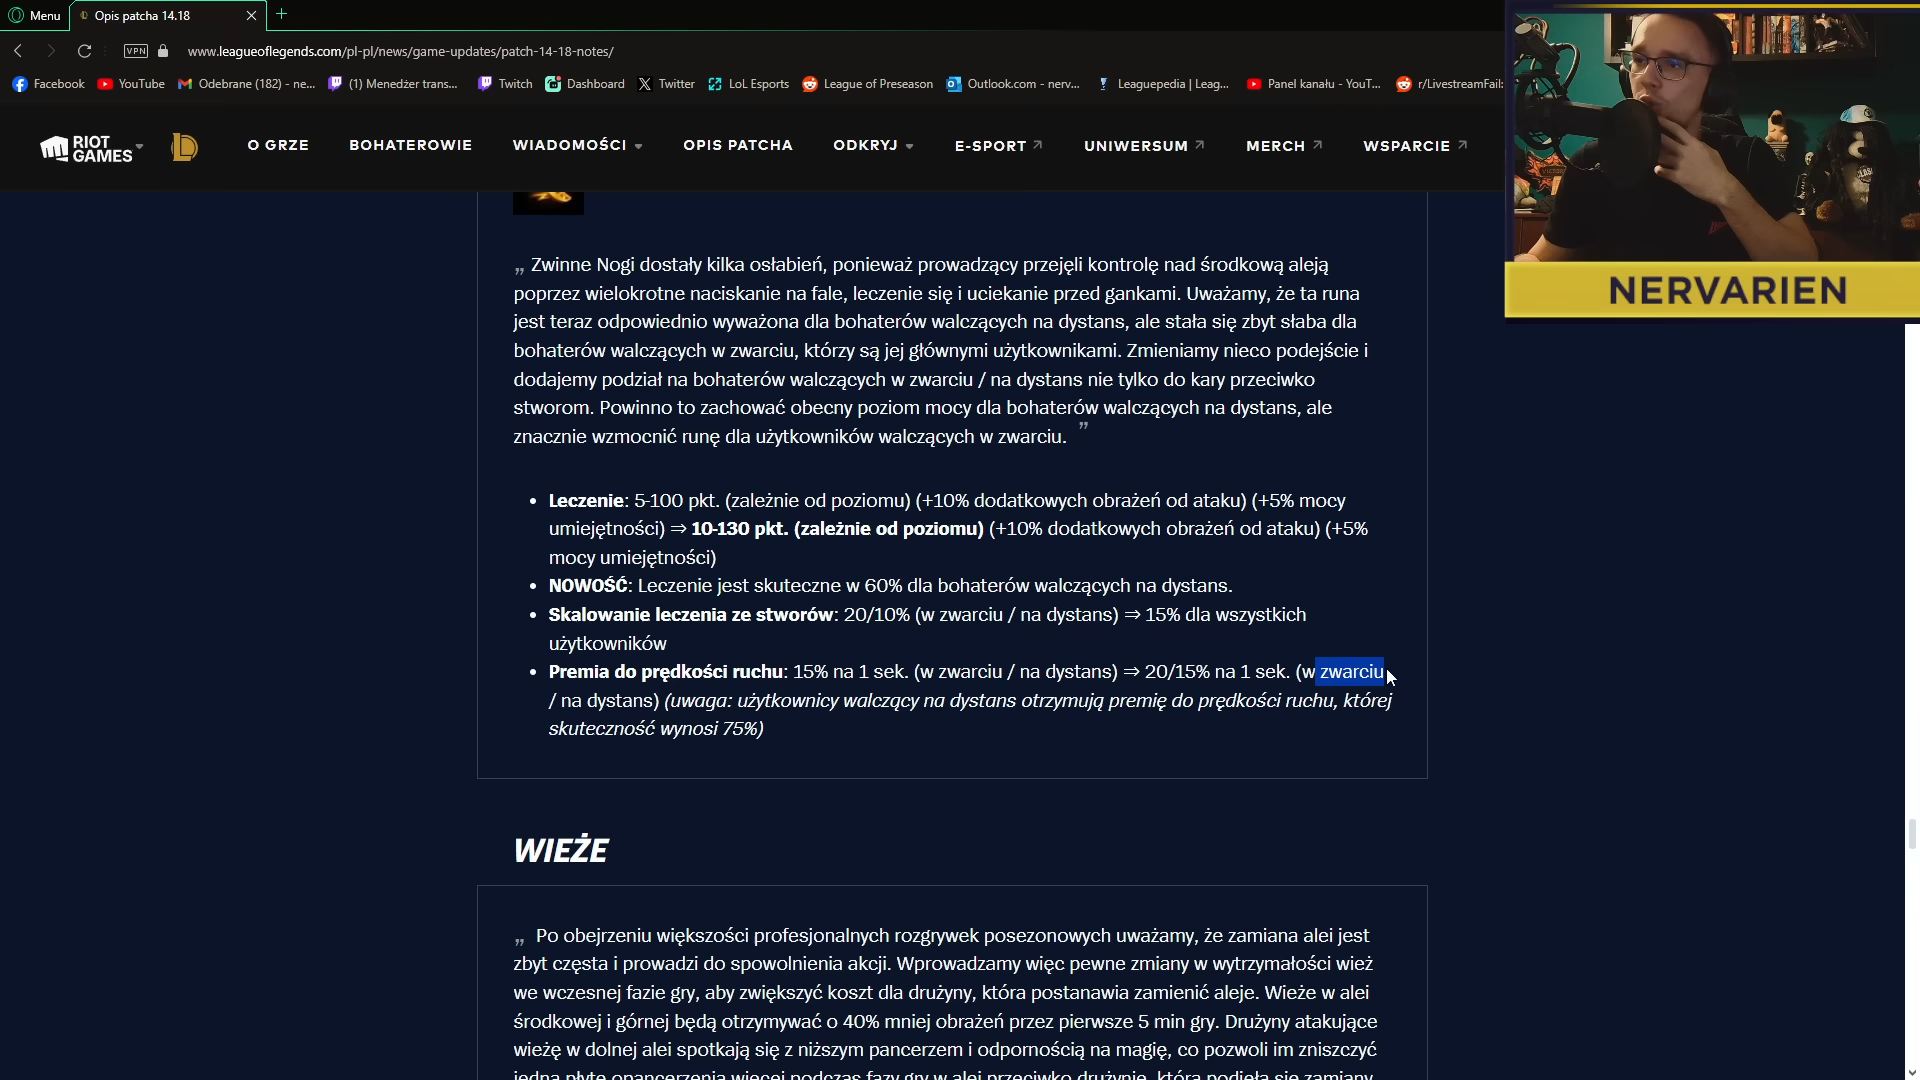 Menu
Opis patcha 14.18
VPN
www.leagueoflegends.com/pl-pl/news/game-updates/patch-14-18-notes/
Facebook
YouTube
Odebrane (182) - ne...
(1) Menedżer trans...
Twitch
Dashboard
Twitter
LoL Esports
League of Preseason
Outlook.com - nerv...
Leaguepedia | Leag...
Panel kanału - YouT...
r/LivestreamFail:
RIOT GAMES
O GRZE
BOHATEROWIE
WIADOMOŚCI
OPIS PATCHA
ODKRYJ
E-SPORT
UNIWERSUM
MERCH
WSPARCIE
NERVARIEN
„ Zwinne Nogi dostały kilka osłabień, ponieważ prowadzący przejęli kontrolę nad środkową aleją
poprzez wielokrotne naciskanie na fale, leczenie się i uciekanie przed gankami. Uważamy, że ta runa
jest teraz odpowiednio wyważona dla bohaterów walczących na dystans, ale stała się zbyt słaba dla
bohaterów walczących w zwarciu, którzy są jej głównymi użytkownikami. Zmieniamy nieco podejście i
dodajemy podział na bohaterów walczących w zwarciu / na dystans nie tylko do kary przeciwko
stworom. Powinno to zachować obecny poziom mocy dla bohaterów walczących na dystans, ale
znacznie wzmocnić runę dla użytkowników walczących w zwarciu. ”
• Leczenie: 5-100 pkt. (zależnie od poziomu) (+10% dodatkowych obrażeń od ataku) (+5% mocy
umiejętności) ⇒ 10-130 pkt. (zależnie od poziomu) (+10% dodatkowych obrażeń od ataku) (+5%
mocy umiejętności)
• NOWOŚĆ: Leczenie jest skuteczne w 60% dla bohaterów walczących na dystans.
• Skalowanie leczenia ze stworów: 20/10% (w zwarciu / na dystans) ⇒ 15% dla wszystkich
użytkowników
• Premia do prędkości ruchu: 15% na 1 sek. (w zwarciu / na dystans) ⇒ 20/15% na 1 sek. (w zwarciu
/ na dystans) (uwaga: użytkownicy walczący na dystans otrzymują premię do prędkości ruchu, której
skuteczność wynosi 75%)
WIEŻE
„ Po obejrzeniu większości profesjonalnych rozgrywek posezonowych uważamy, że zamiana alei jest
zbyt częsta i prowadzi do spowolnienia akcji. Wprowadzamy więc pewne zmiany w wytrzymałości wież
we wczesnej fazie gry, aby zwiększyć koszt dla drużyny, która postanawia zamienić aleje. Wieże w alei
środkowej i górnej będą otrzymywać o 40% mniej obrażeń przez pierwsze 5 min gry. Drużyny atakujące
wieżę w dolnej alei spotkają się z niższym pancerzem i odpornością na magię, co pozwoli im zniszczyć
jedną płytę opancerzenia więcej podczas fazy gry w alei przeciwko drużynie, która podjęła się zamiany